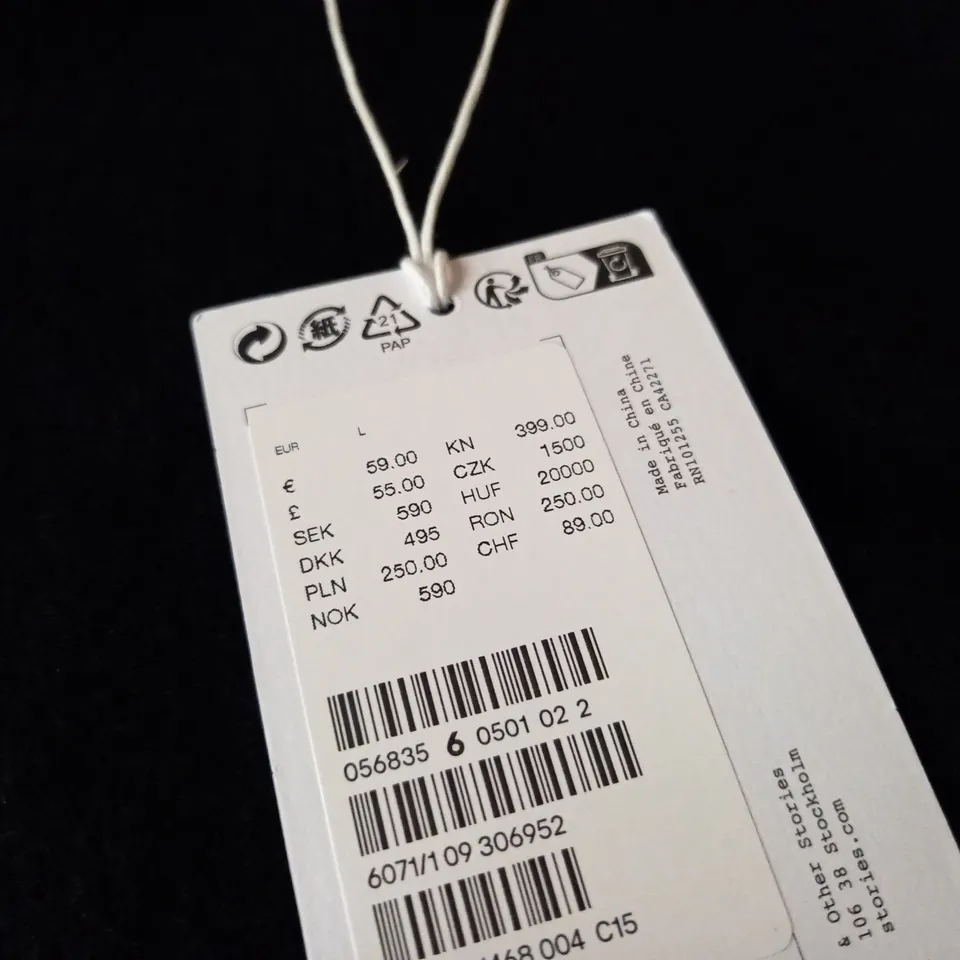 紙
21
PAP
EUR L
€ 59.00 KN 399.00
£ 55.00 CZK 1500
SEK 590 HUF 20000
DKK 495 RON 250.00
PLN 250.00 CHF 89.00
NOK 590
056835 6 0501 02 2
6071/1 09 306952
004 C15
Made in China
Fabriqué en Chine
RN101255 CA42271
& Other Stories
106 38 Stockholm
stories.com